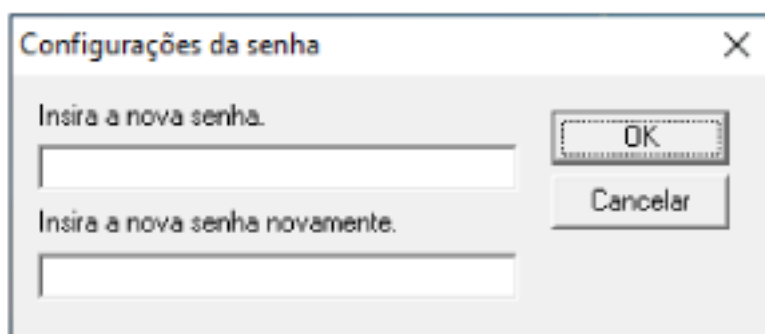 Configurações da senha
Insira a nova senha.
OK
Cancelar
Insira a nova senha novamente.